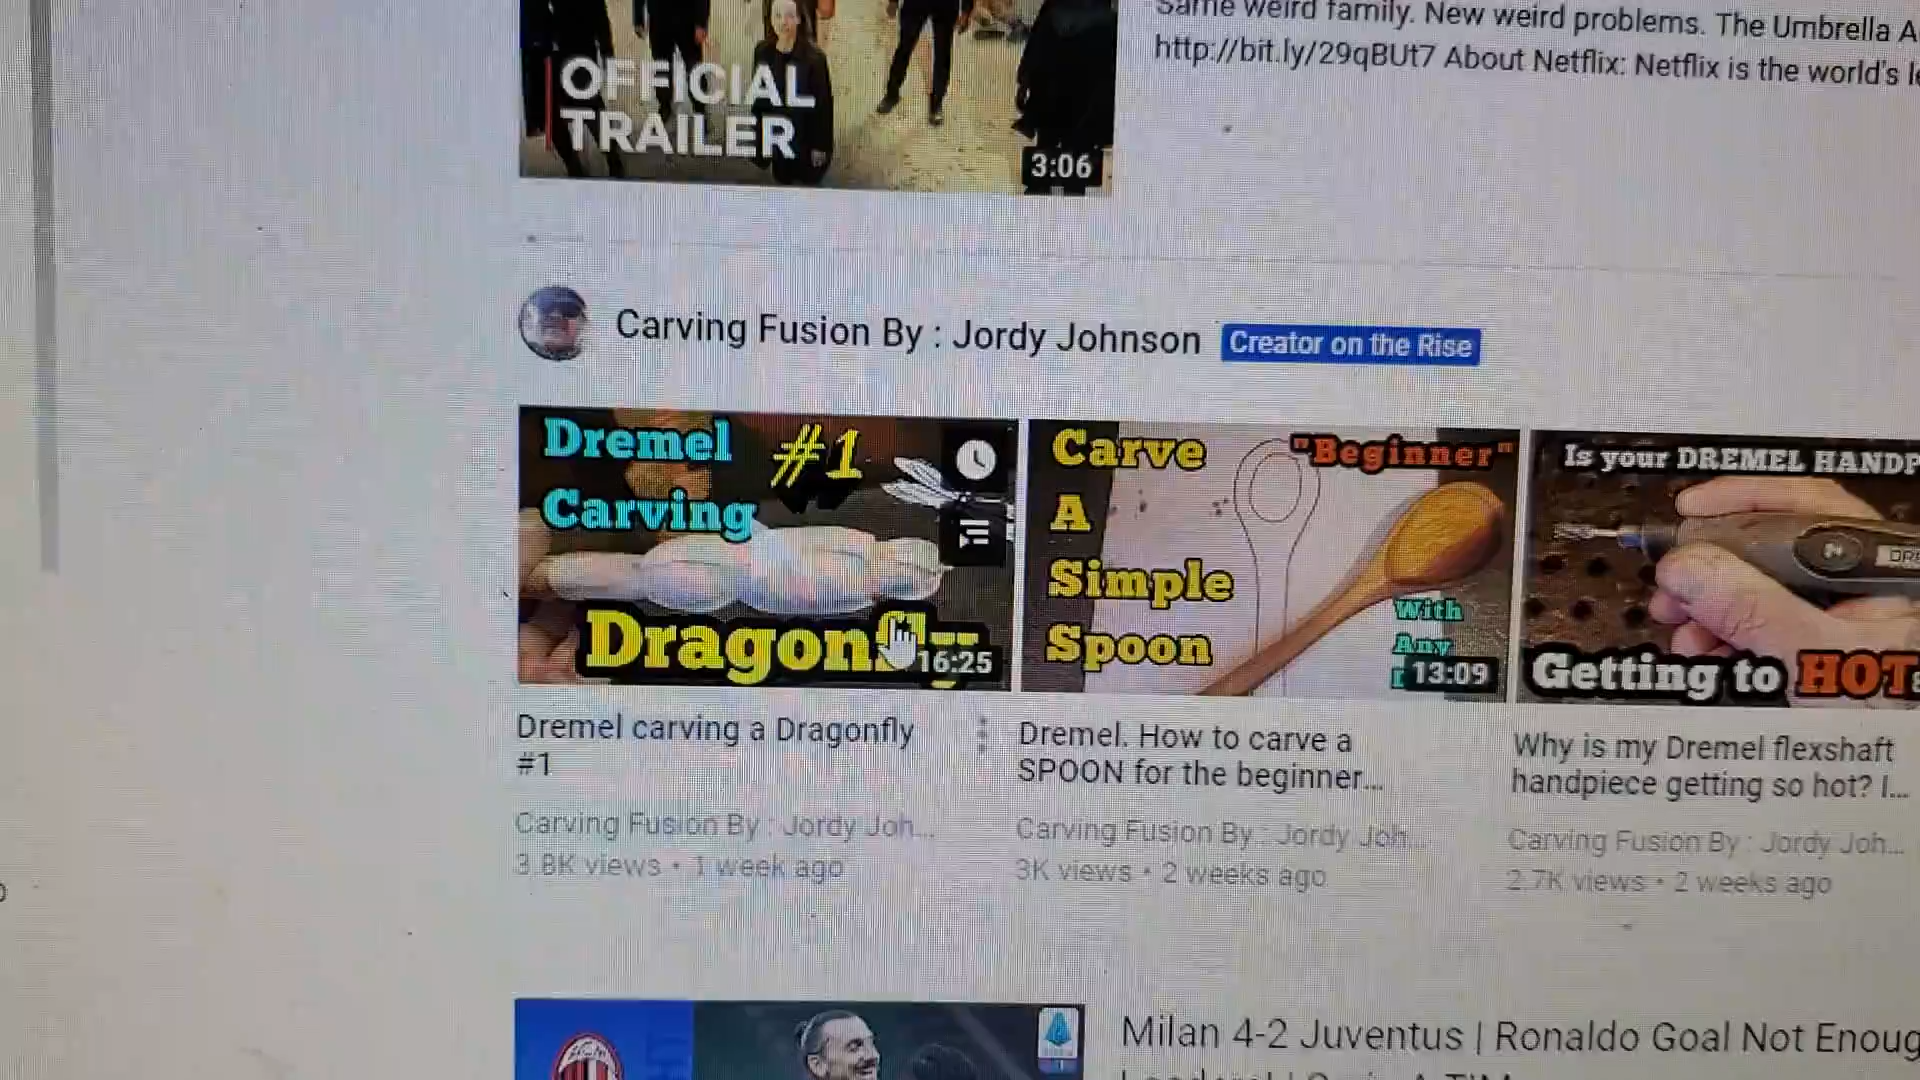 Same weird family. New weird problems. The Umbrella A
http://bit.ly/29qBUt7 About Netflix: Netflix is the world's
OFFICIAL
TRAILER
3:06
Carving Fusion By : Jordy Johnson
Creator on the Rise
Dremel #1
Carving
Dragonfly
16:25
Carve "Beginner"
A
Simple
Spoon
With
Any
13:09
Is your DREMEL HANDP
Getting to HOT
Dremel carving a Dragonfly
#1
Carving Fusion By : Jordy Joh...
3.8K views • 1 week ago
Dremel. How to carve a
SPOON for the beginner...
Carving Fusion By : Jordy Joh...
3K views • 2 weeks ago
Why is my Dremel flexshaft
handpiece getting so hot? I...
Carving Fusion By : Jordy Joh...
2.7K views • 2 weeks ago
Milan 4-2 Juventus | Ronaldo Goal Not Enoug